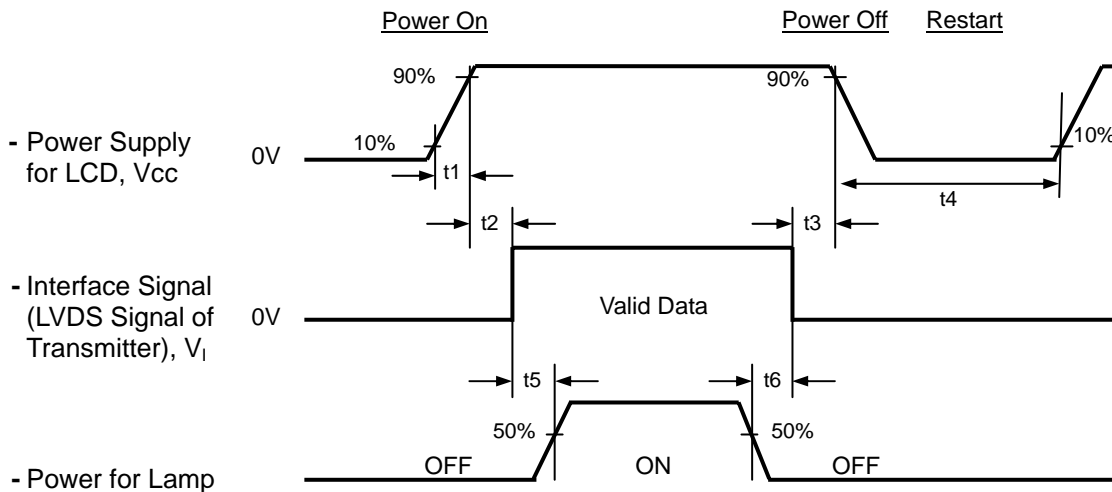 Power On
Power Off
Restart
90%
90%
- Power Supply
for LCD, Vcc
0V
10%
10%
t1
t4
t2
t3
- Interface Signal
(LVDS Signal of
Transmitter), VI
0V
Valid Data
t5
t6
50%
50%
- Power for Lamp
OFF
ON
OFF